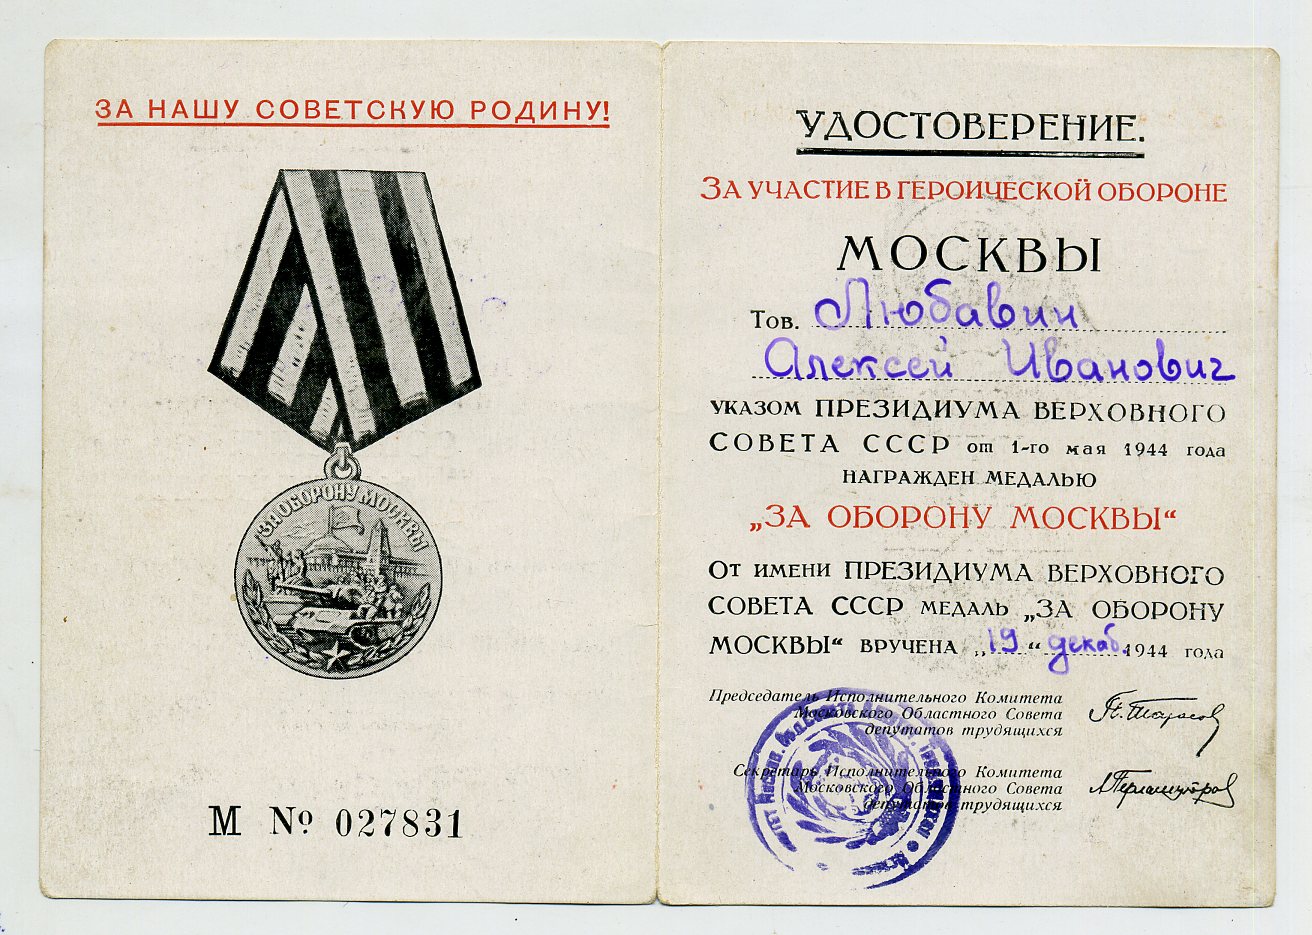 ЗА НАШУ СОВЕТСКУЮ РОДИНУ!
ЗА ОБОРОНУ МОСКВЫ
М № 027831
УДОСТОВЕРЕНИЕ.
ЗА УЧАСТИЕ В ГЕРОИЧЕСКОЙ ОБОРОНЕ
МОСКВЫ
Тов. Любавин
Алексей Иванович
УКАЗОМ ПРЕЗИДИУМА ВЕРХОВНОГО
СОВЕТА СССР от 1-го мая 1944 года
НАГРАЖДЕН МЕДАЛЬЮ
„ЗА ОБОРОНУ МОСКВЫ“
От имени ПРЕЗИДИУМА ВЕРХОВНОГО
СОВЕТА СССР МЕДАЛЬ „ЗА ОБОРОНУ
МОСКВЫ“ ВРУЧЕНА „19“ декаб. 1944 года
Председатель Исполнительного Комитета
Московского Областного Совета
депутатов трудящихся
П. Тарасов
Секретарь Исполнительного Комитета
Московского Областного Совета
депутатов трудящихся